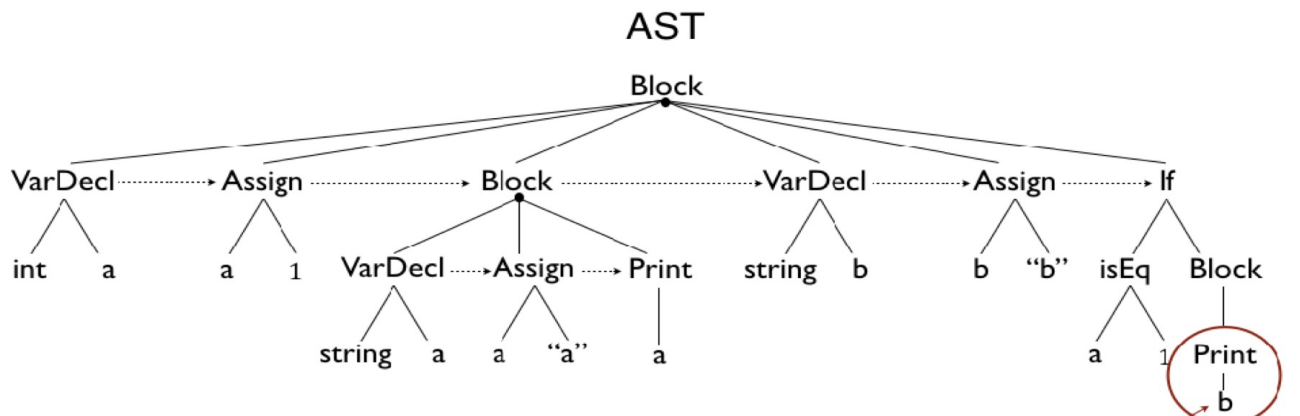 AST
Block
VarDecl Assign Block VarDecl Assign If
int a a 1 VarDecl Assign Print string b b “b” isEq Block
string a a “a” a a 1 Print
b